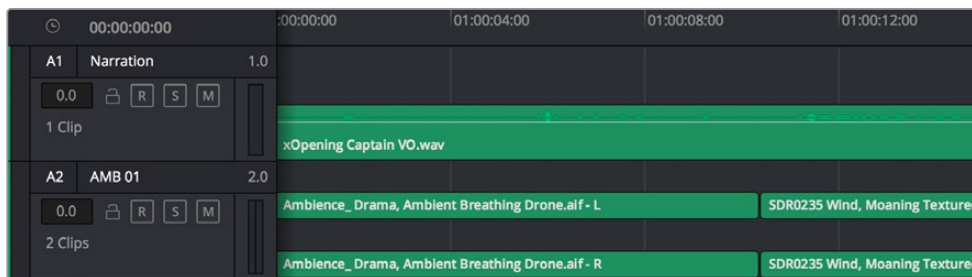 00:00:00:00 :00:00:00 01:00:04:00 01:00:08:00 01:00:12:00
A1 Narration 1.0
0.0 R S M
1 Clip
xOpening Captain VO.wav
A2 AMB 01 2.0
Ambience_ Drama, Ambient Breathing Drone.aif - L SDR0235 Wind, Moaning Texture
0.0 R S M
2 Clips
Ambience_ Drama, Ambient Breathing Drone.aif - R SDR0235 Wind, Moaning Texture